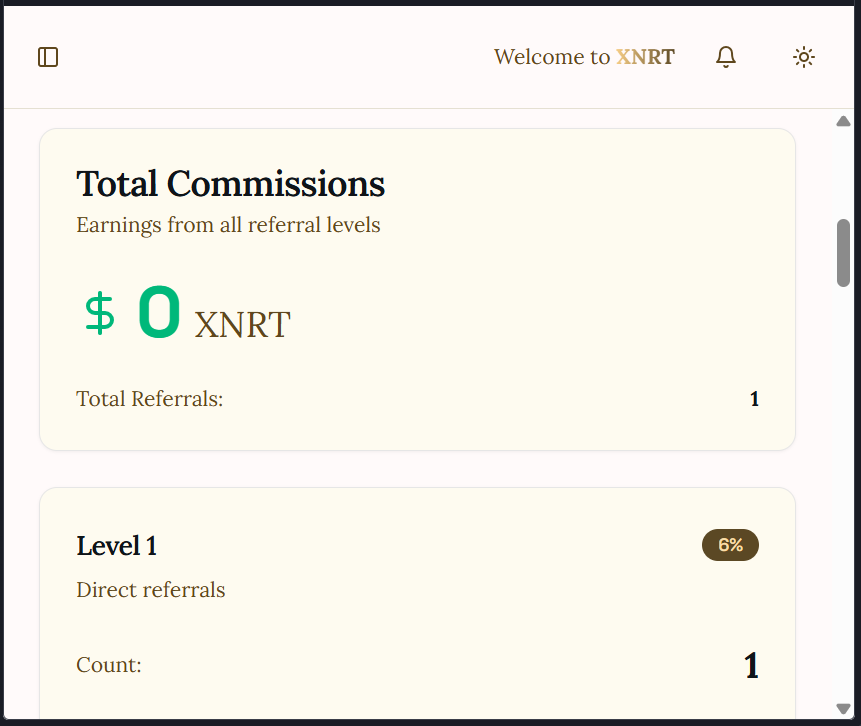 Welcome to XNRT
Total Commissions
Earnings from all referral levels
$ 0 XNRT
Total Referrals: 1
Level 1 6%
Direct referrals
Count: 1